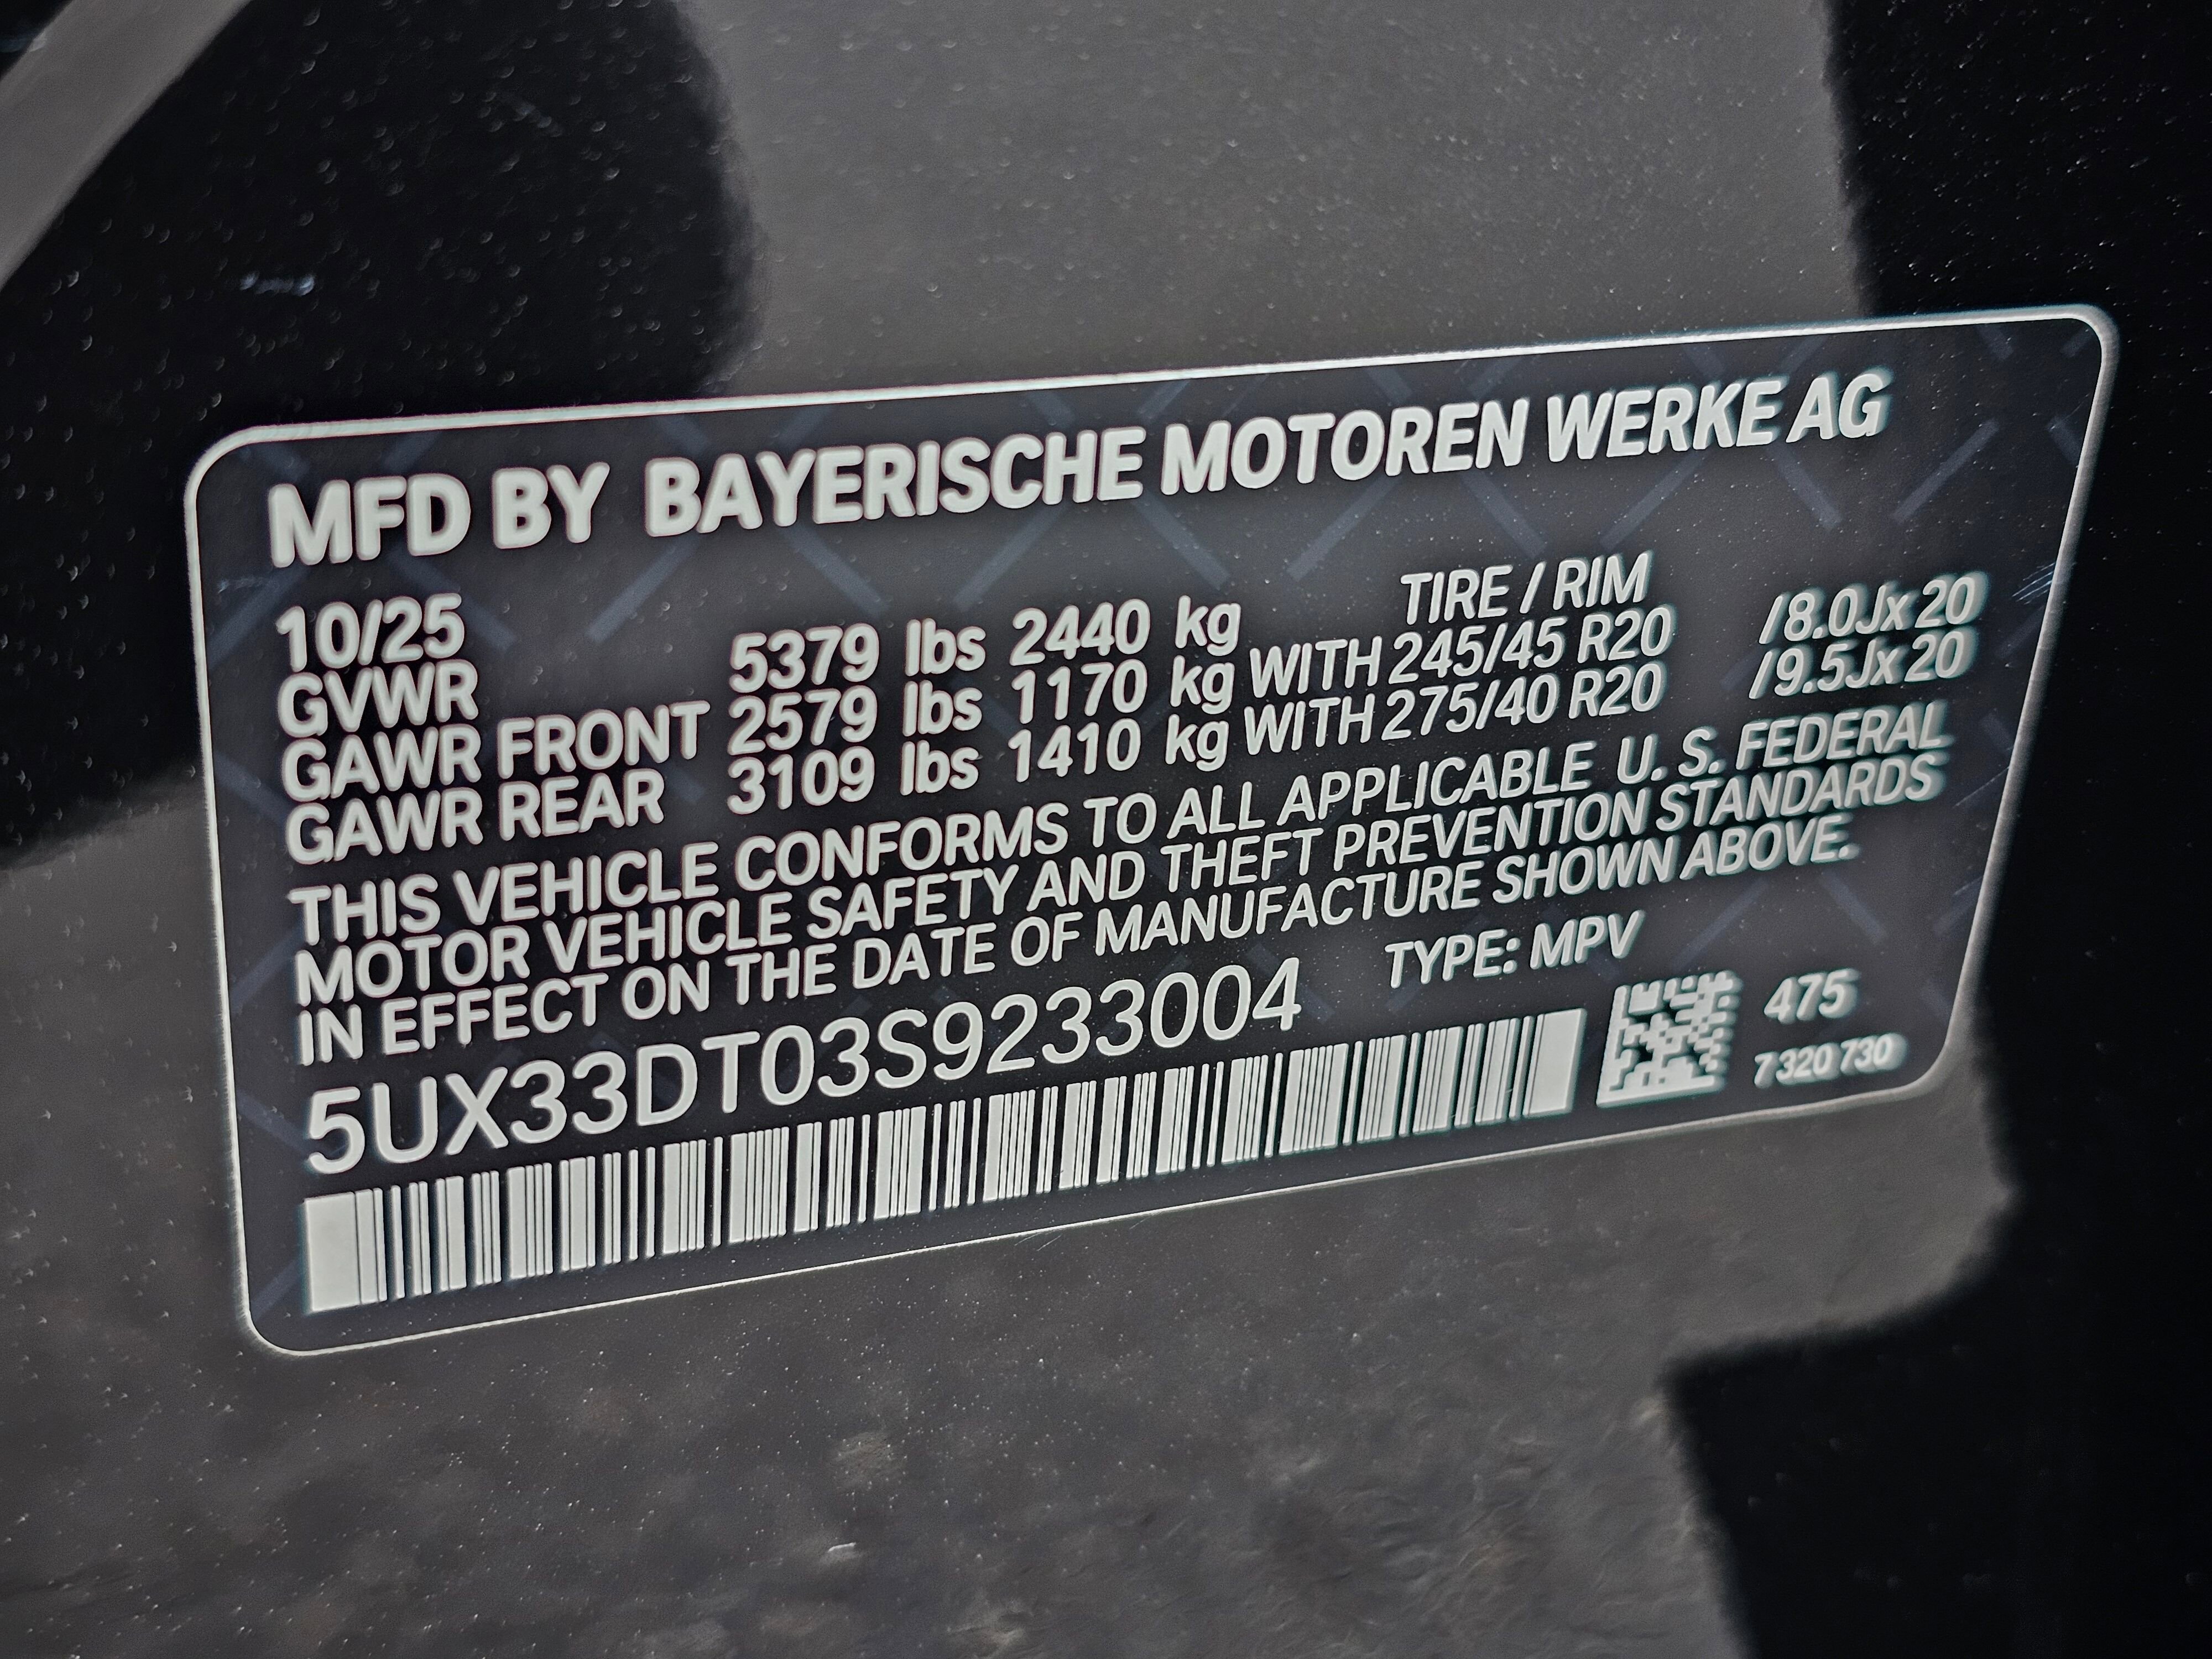 MFD BY BAYERISCHE MOTOREN WERKE AG
10/25 TIRE / RIM
GVWR 5379 lbs 2440 kg
GAWR FRONT 2579 lbs 1170 kg WITH 245/45 R20 /8.0Jx20
GAWR REAR 3109 lbs 1410 kg WITH 275/40 R20 /9.5Jx20
THIS VEHICLE CONFORMS TO ALL APPLICABLE U. S. FEDERAL
MOTOR VEHICLE SAFETY AND THEFT PREVENTION STANDARDS
IN EFFECT ON THE DATE OF MANUFACTURE SHOWN ABOVE.
5UX33DT03S9233004 TYPE: MPV
475
7 320 730